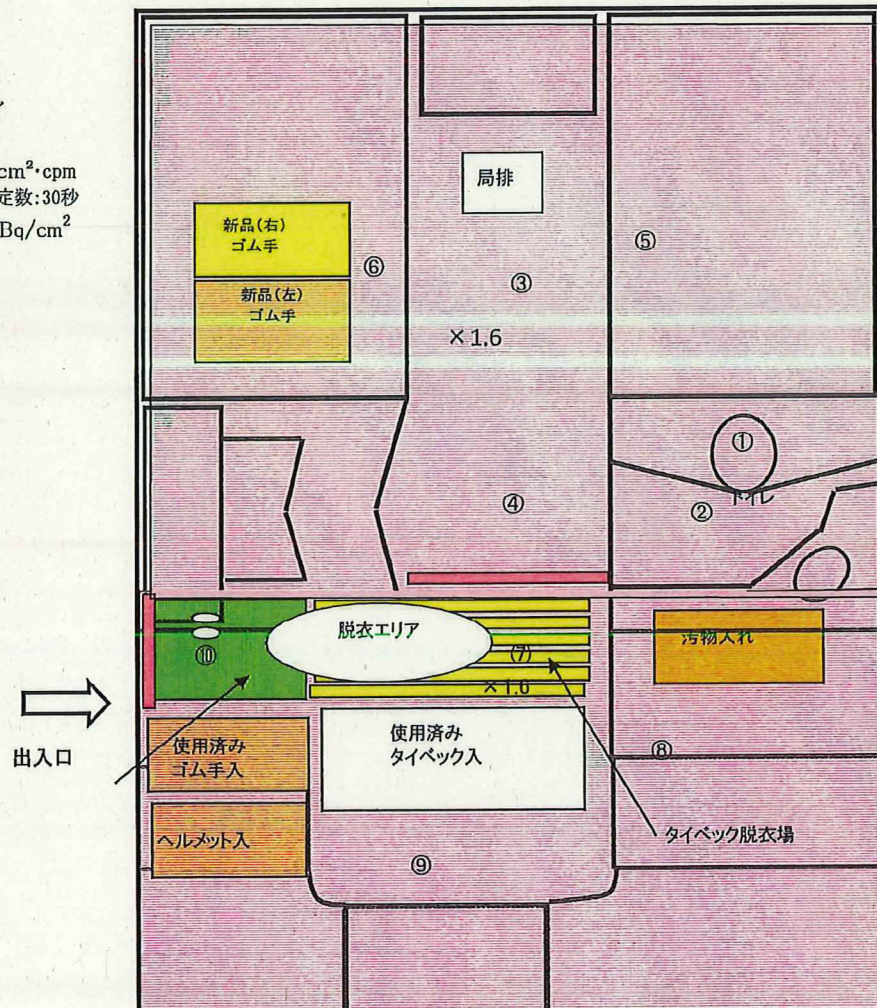 cm²・cpm
定数:30秒
Bq/cm²
局排
新品(右)
ゴム手
⑥
新品(左)
ゴム手
③
⑤
×1.6
①
トイレ
②
④
脱衣エリア
⑩
(7)
×1.0
汚物入れ
出入口
使用済み
ゴム手入
使用済み
タイベック入
⑧
ヘルメット入
タイベック脱衣場
⑨